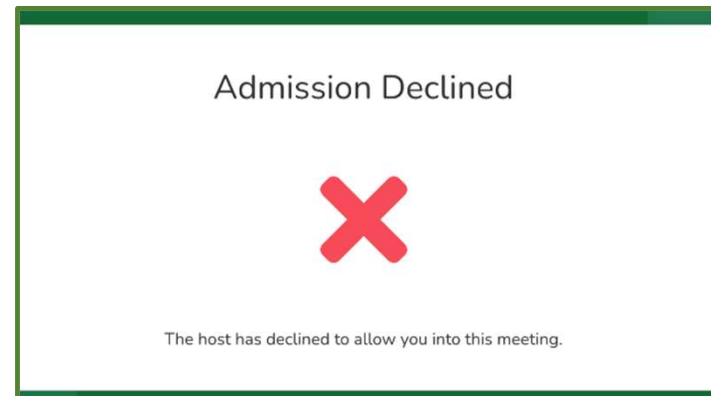 Admission Declined
The host has declined to allow you into this meeting.